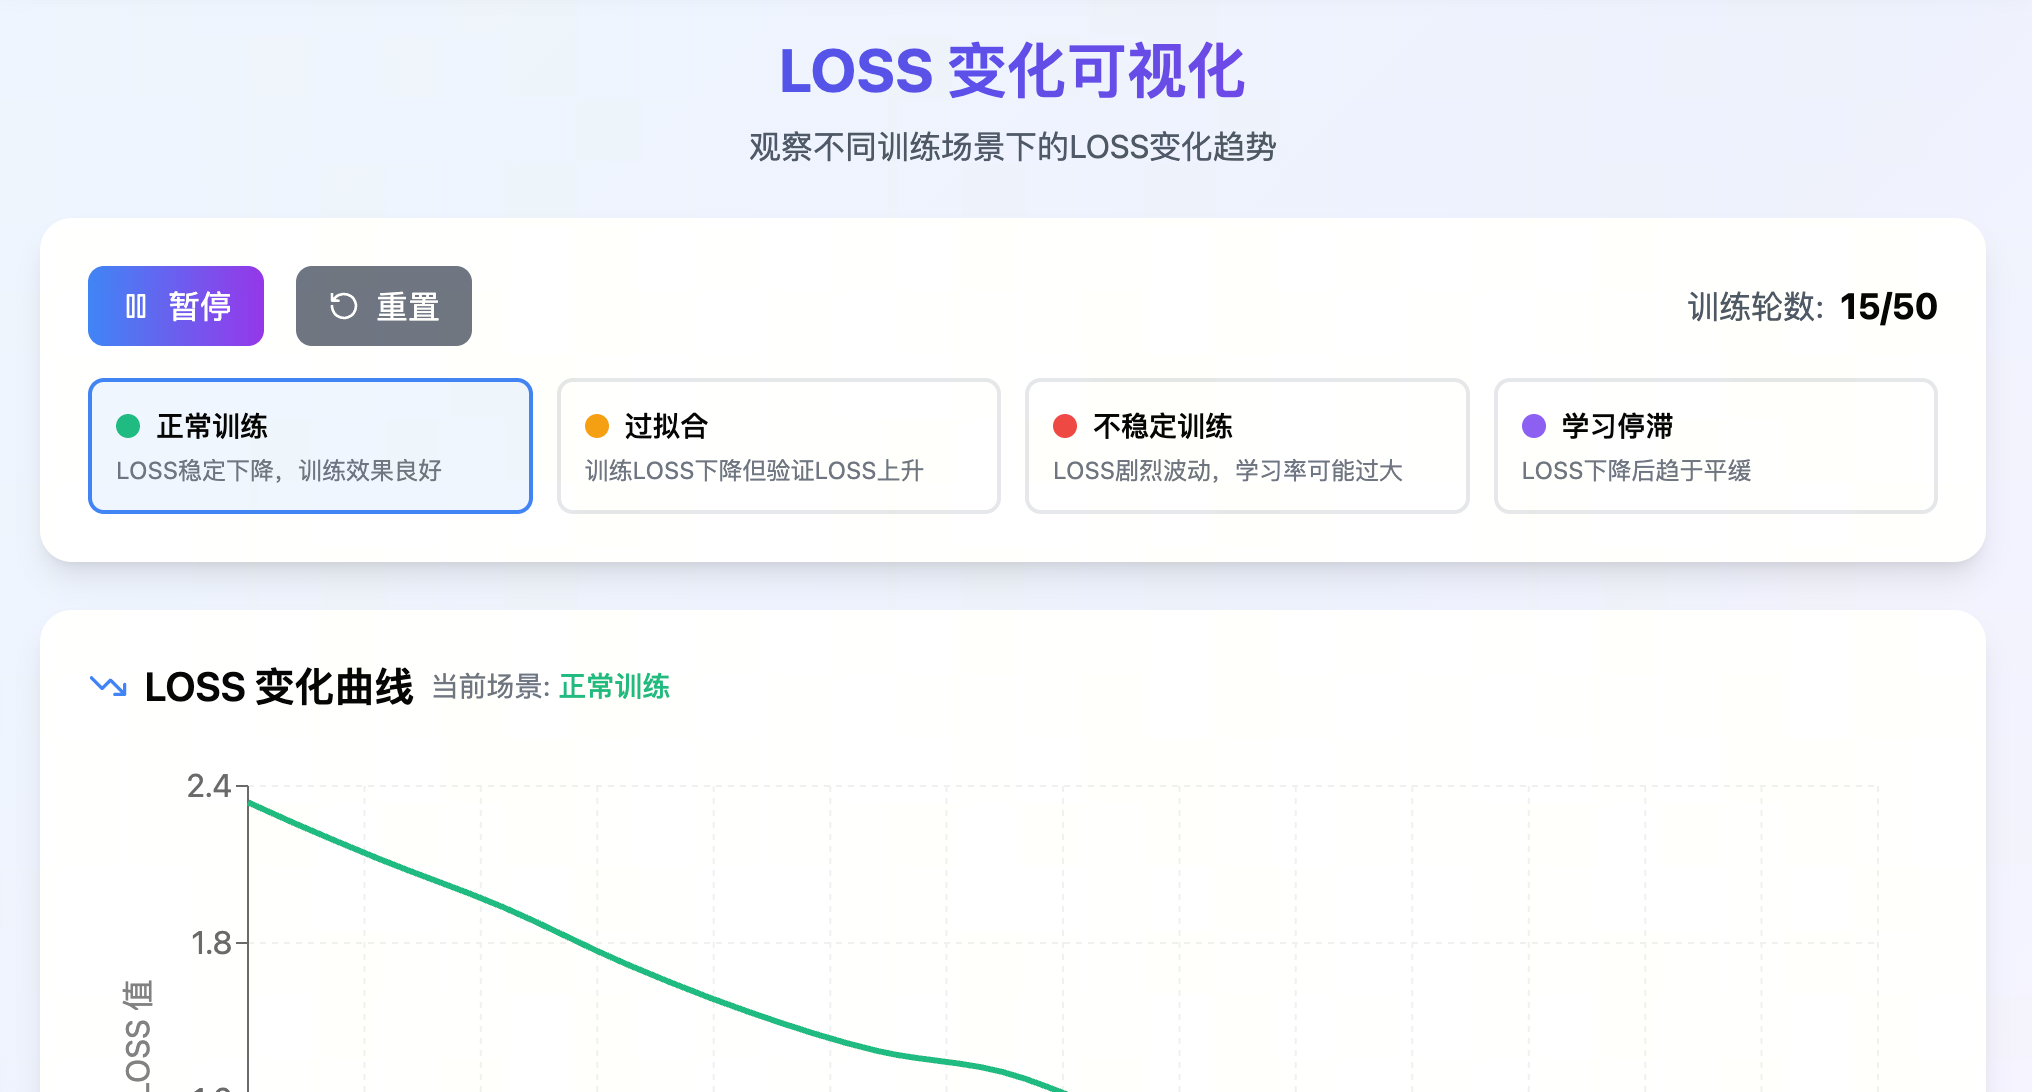 LOSS 变化可视化
观察不同训练场景下的LOSS变化趋势
暂停
重置
训练轮数: 15/50
正常训练
LOSS稳定下降，训练效果良好
过拟合
训练LOSS下降但验证LOSS上升
不稳定训练
LOSS剧烈波动，学习率可能过大
学习停滞
LOSS下降后趋于平缓
LOSS 变化曲线 当前场景: 正常训练
2.4
1.8
LOSS 值